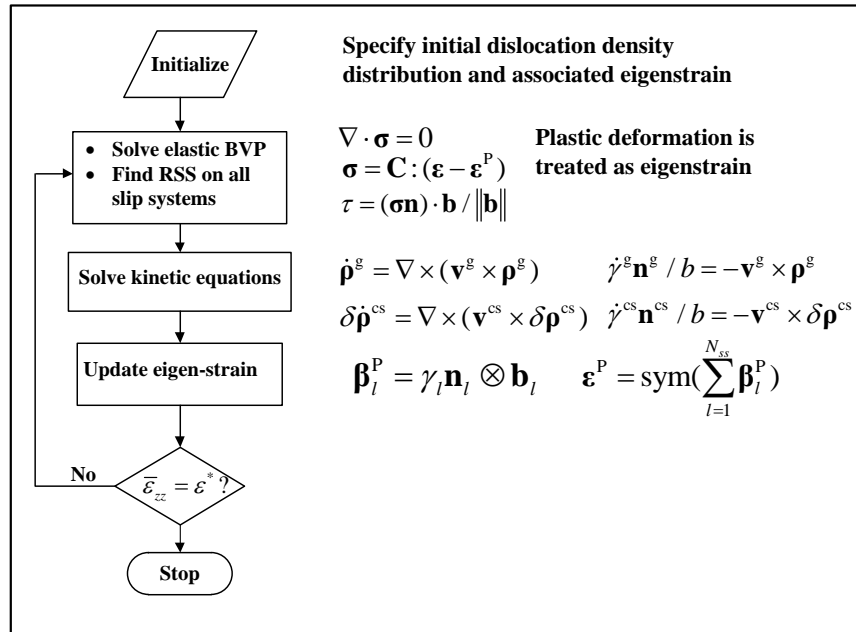 Initialize
Specify initial dislocation density
distribution and associated eigenstrain
• Solve elastic BVP
• Find RSS on all
slip systems
∇ · σ = 0
σ = C : (ε − ε^P)
τ = (σn) · b / ‖b‖
Plastic deformation is
treated as eigenstrain
Solve kinetic equations
ρ̇^g = ∇ × (v^g × ρ^g)
γ̇^g n^g / b = −v^g × ρ^g
δρ̇^cs = ∇ × (v^cs × δρ^cs)
γ̇^cs n^cs / b = −v^cs × δρ^cs
Update eigen-strain
β_l^P = γ_l n_l ⊗ b_l
ε^P = sym(∑_{l=1}^{N_ss} β_l^P)
No
ε̄_zz = ε^* ?
Stop